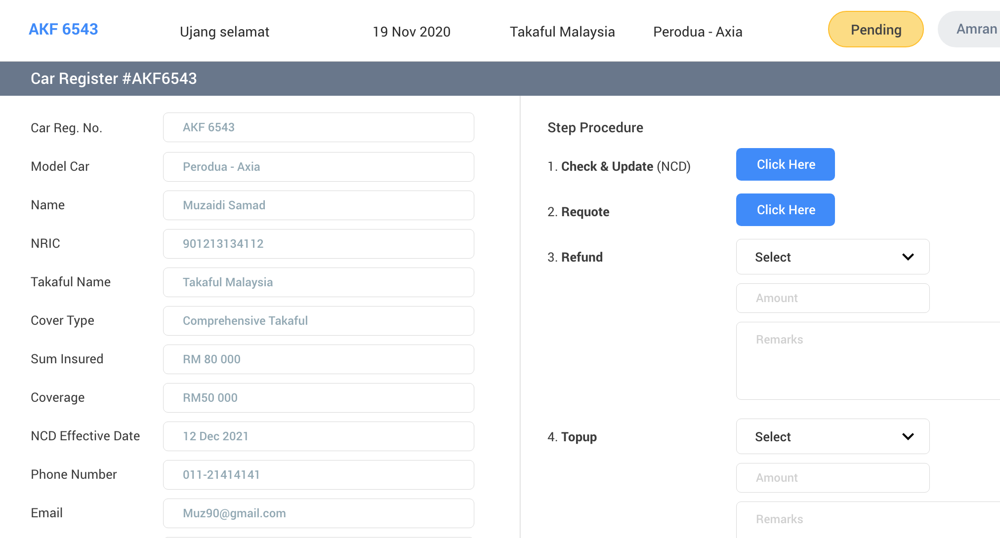 AKF 6543 Ujang selamat 19 Nov 2020 Takaful Malaysia Perodua - Axia Pending Amran
Car Register #AKF6543
Car Reg. No. AKF 6543
Model Car Perodua - Axia
Name Muzaidi Samad
NRIC 901213134112
Takaful Name Takaful Malaysia
Cover Type Comprehensive Takaful
Sum Insured RM 80 000
Coverage RM50 000
NCD Effective Date 12 Dec 2021
Phone Number 011-21414141
Email Muz90@gmail.com
Step Procedure
1. Check & Update (NCD) Click Here
2. Requote Click Here
3. Refund Select
Amount
Remarks
4. Topup Select
Amount
Remarks